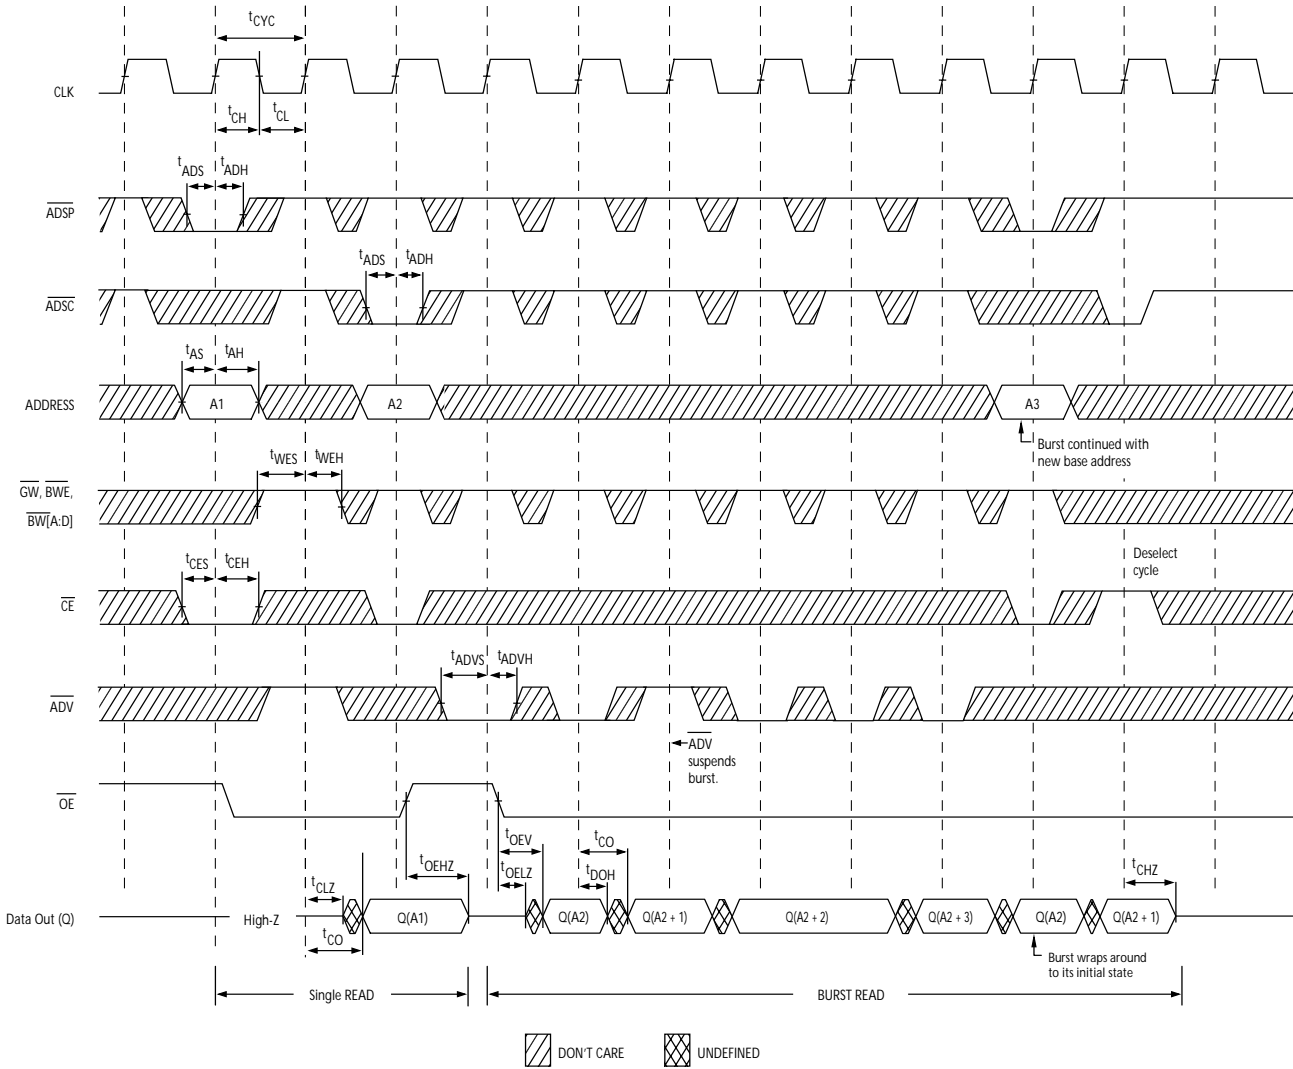 tCYC
CLK
tCH
tCL
tADS
tADH
ADSP
tADS
tADH
ADSC
tAS
tAH
ADDRESS
A1
A2
A3
Burst continued with
new base address
tWES
tWEH
GW, BWE,
BW[A:D]
Deselect
cycle
tCES
tCEH
CE
tADVS
tADVH
ADV
ADV
suspends
burst.
OE
tOEV
tCO
tOEHZ
tOELZ
tDOH
tCHZ
tCLZ
Data Out (Q)
High-Z
Q(A1)
Q(A2)
Q(A2 + 1)
Q(A2 + 2)
Q(A2 + 3)
Q(A2)
Q(A2 + 1)
tCO
Burst wraps around
to its initial state
Single READ
BURST READ
DON'T CARE
UNDEFINED